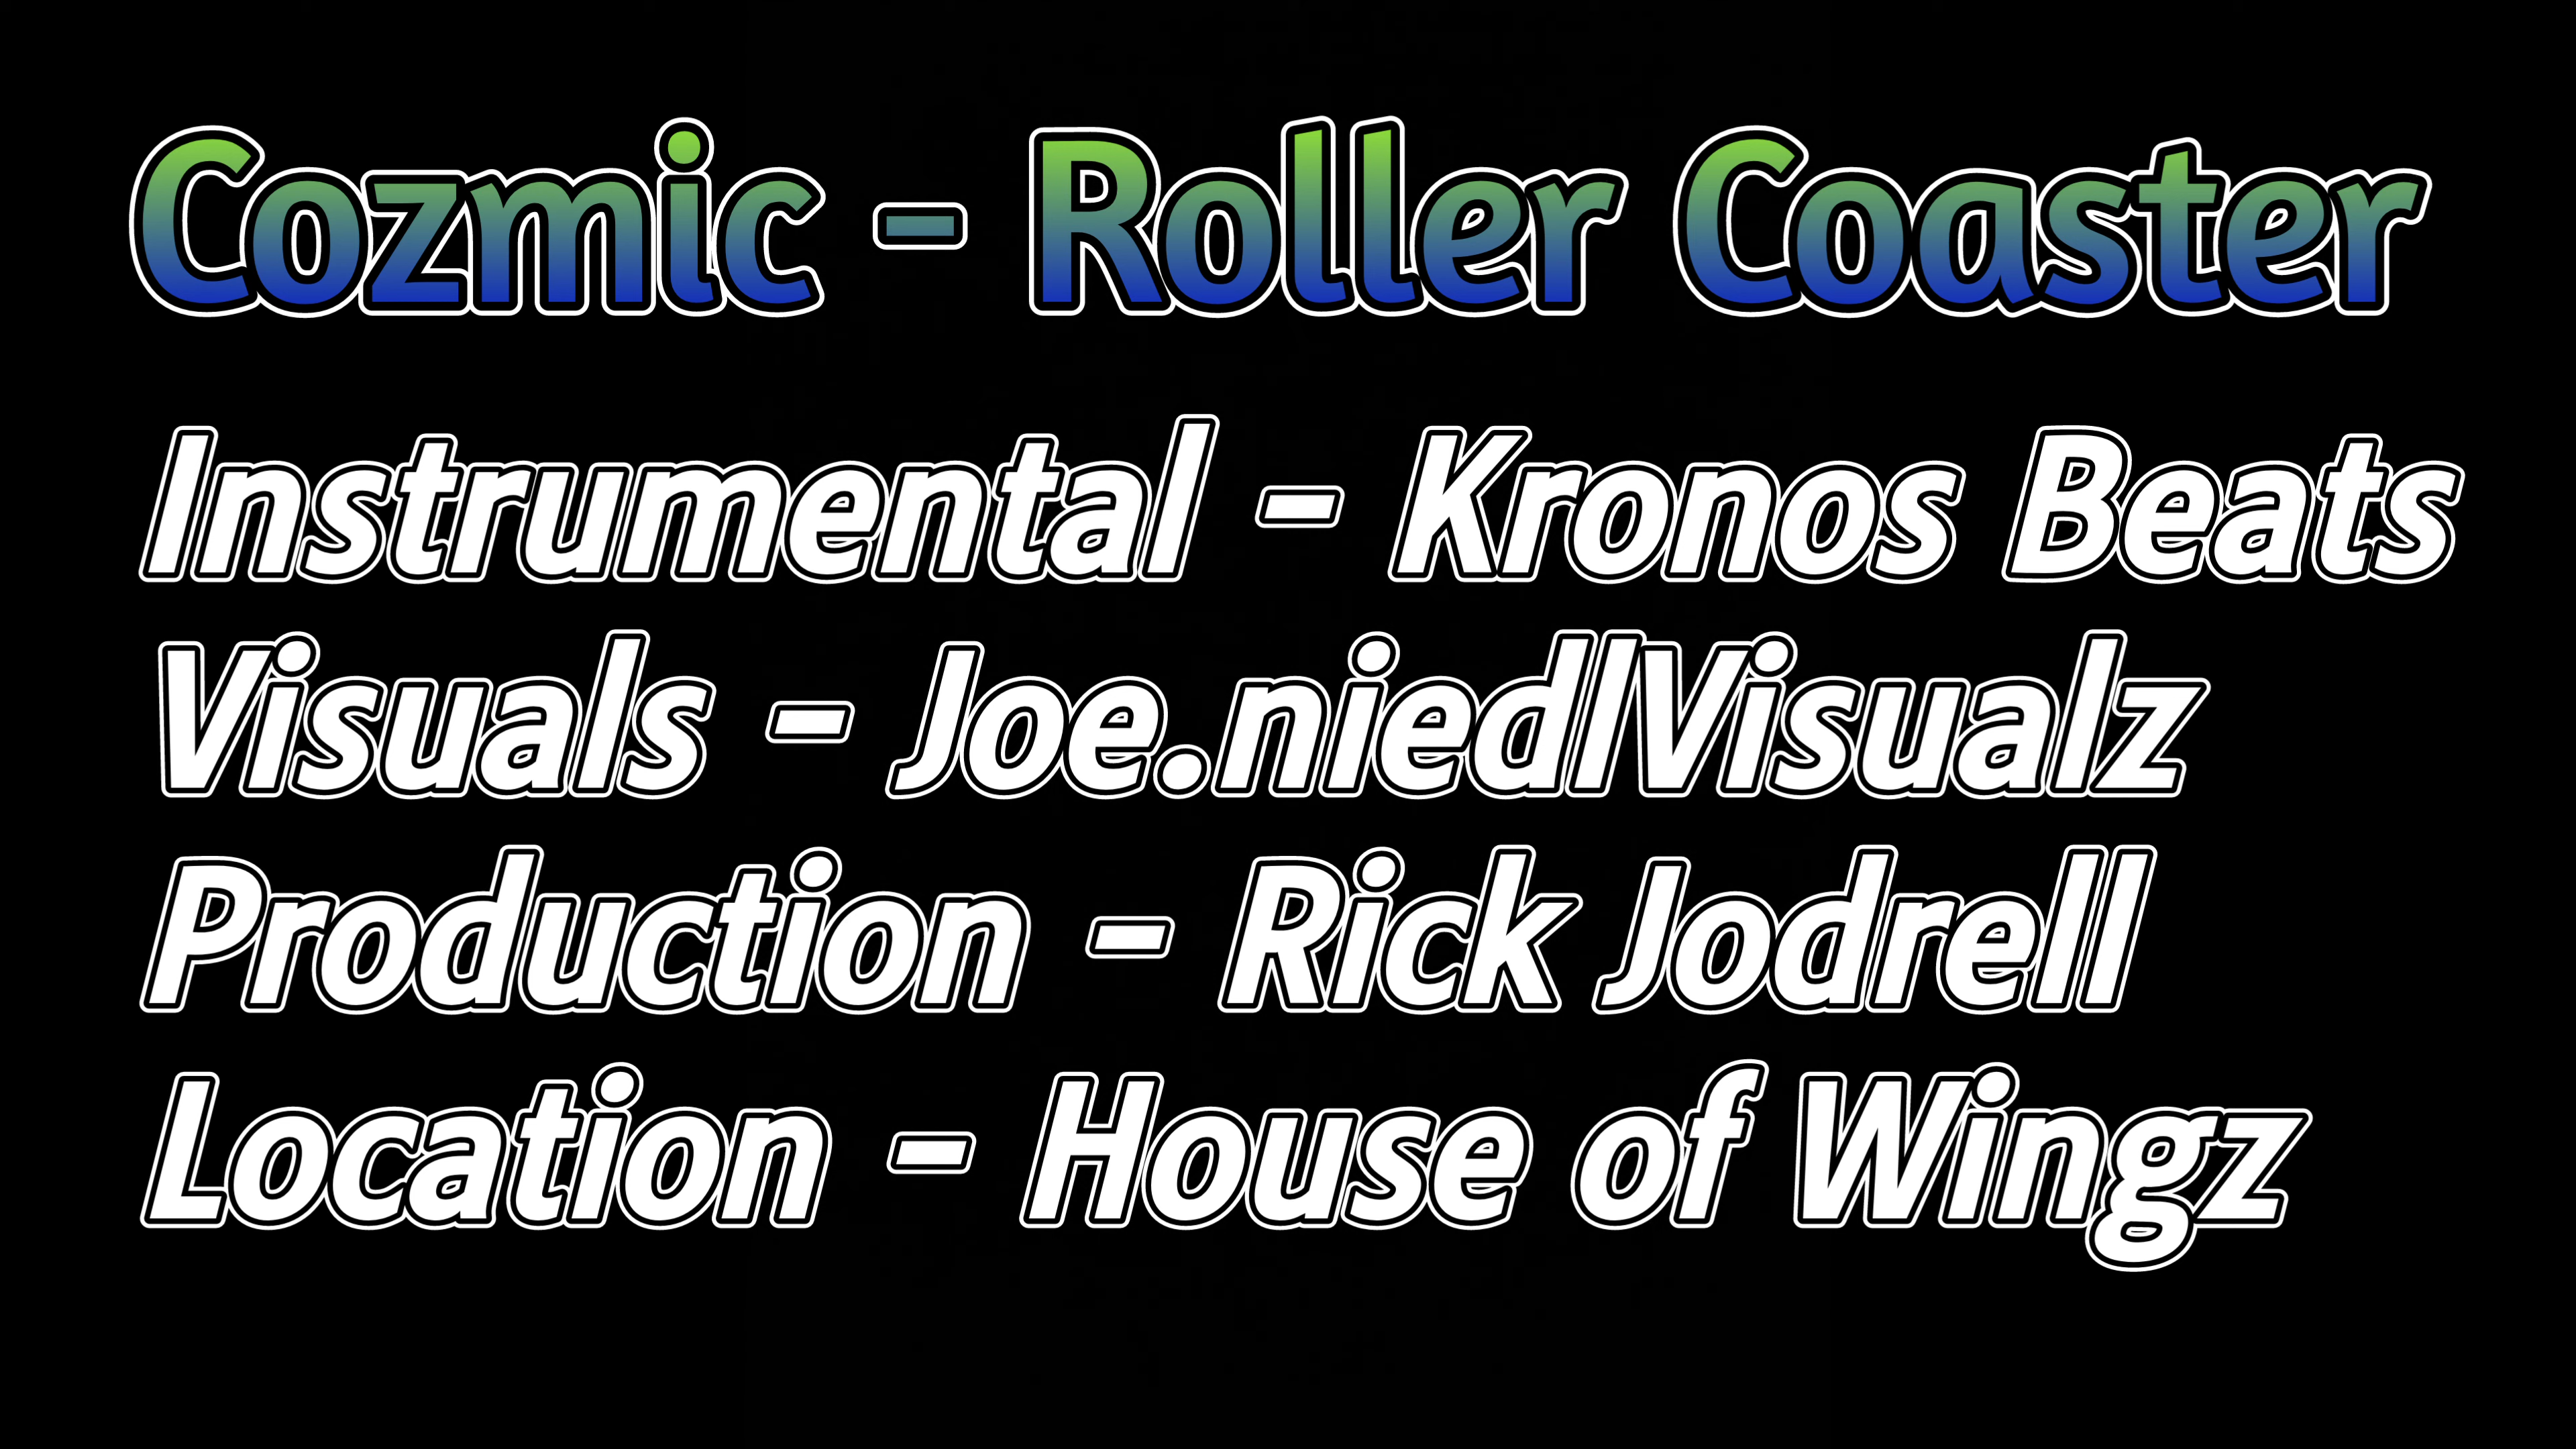 Cozmic - Roller Coaster
Instrumental - Kronos Beats
Visuals - Joe.niedlVisualz
Production - Rick Jodrell
Location - House of Wingz